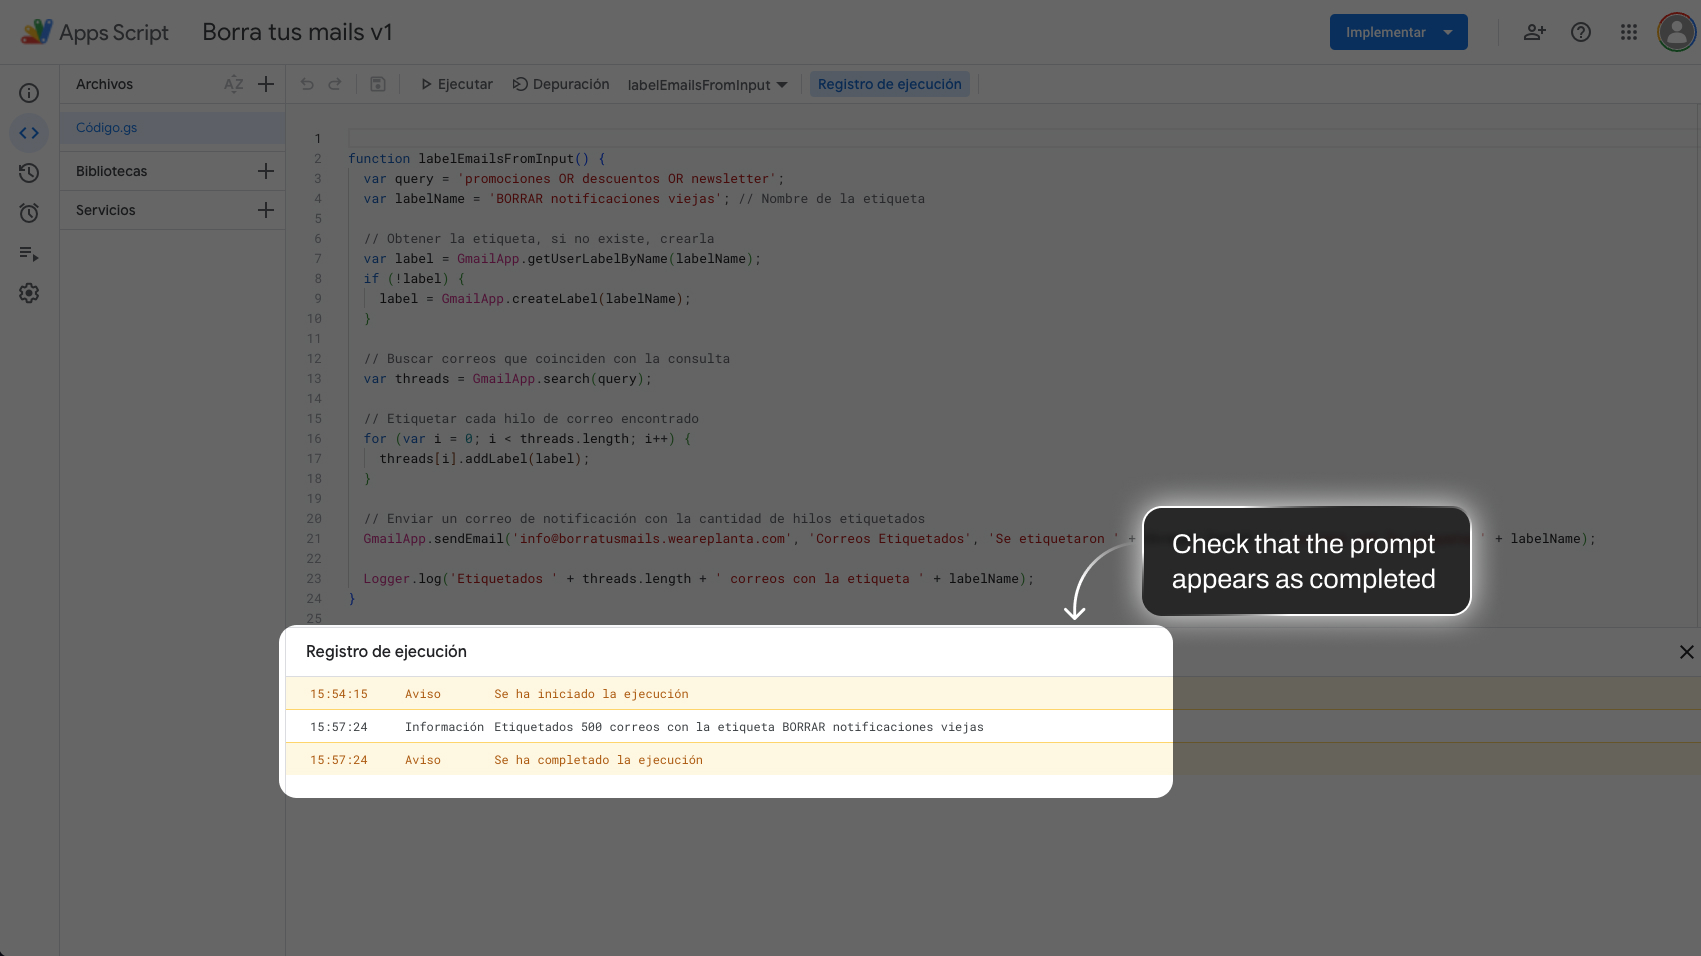 Apps Script
Borra tus mails v1
Implementar
Archivos
AZ
Ejecutar
Depuración
labelEmailsFromInput
Registro de ejecución
Código.gs
Bibliotecas
Servicios
1
2 function labelEmailsFromInput() {
3 var query = 'promociones OR descuentos OR newsletter';
4 var labelName = 'BORRAR notificaciones viejas'; // Nombre de la etiqueta
5
6 // Obtener la etiqueta, si no existe, crearla
7 var label = GmailApp.getUserLabelByName(labelName);
8 if (!label) {
9 label = GmailApp.createLabel(labelName);
10 }
11
12 // Buscar correos que coinciden con la consulta
13 var threads = GmailApp.search(query);
14
15 // Etiquetar cada hilo de correo encontrado
16 for (var i = 0; i < threads.length; i++) {
17 threads[i].addLabel(label);
18 }
19
20 // Enviar un correo de notificación con la cantidad de hilos etiquetados
21 GmailApp.sendEmail('info@borratusmails.weareplanta.com', 'Correos Etiquetados', 'Se etiquetaron ' + ' + labelName);
22
23 Logger.log('Etiquetados ' + threads.length + ' correos con la etiqueta ' + labelName);
24 }
25
Check that the prompt
appears as completed
Registro de ejecución
15:54:15 Aviso Se ha iniciado la ejecución
15:57:24 Información Etiquetados 500 correos con la etiqueta BORRAR notificaciones viejas
15:57:24 Aviso Se ha completado la ejecución